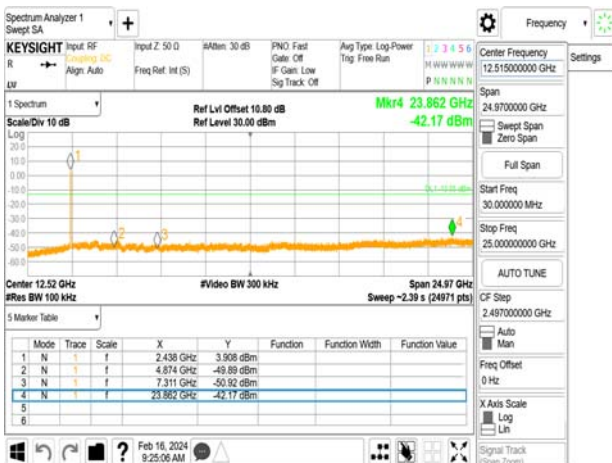 Spectrum Analyzer 1
Swept SA
Frequency
Settings
KEYSIGHT
R
Input: RF
Coupling: DC
Align: Auto
Input Z: 50 Ω
Freq Ref: Int (S)
#Atten: 30 dB
PNO: Fast
Gate: Off
IF Gain: Low
Sig Track: Off
Avg Type: Log-Power
Trig: Free Run
1 2 3 4 5 6
M W W W W W
P N N N N N
1 Spectrum
Scale/Div 10 dB
Ref Lvl Offset 10.80 dB
Ref Level 30.00 dBm
Mkr4 23.862 GHz
-42.17 dBm
Log
20.0
10.0
0.00
-10.0
-20.0
-30.0
-40.0
-50.0
-60.0
1
2
3
4
Center 12.52 GHz
#Video BW 300 kHz
Span 24.97 GHz
#Res BW 100 kHz
Sweep ~2.39 s (24971 pts)
5 Marker Table
Mode Trace Scale X Y Function Function Width Function Value
1 N 1 f 2.438 GHz 3.908 dBm
2 N 1 f 4.874 GHz -49.89 dBm
3 N 1 f 7.311 GHz -50.92 dBm
4 N 1 f 23.862 GHz -42.17 dBm
5
6
Feb 16, 2024
9:25:06 AM
Center Frequency
12.515000000 GHz
Span
24.9700000 GHz
Swept Span
Zero Span
Full Span
Start Freq
30.000000 MHz
Stop Freq
25.000000000 GHz
AUTO TUNE
CF Step
2.497000000 GHz
Auto
Man
Freq Offset
0 Hz
X Axis Scale
Log
Lin
Signal Track
(Span Zoom)